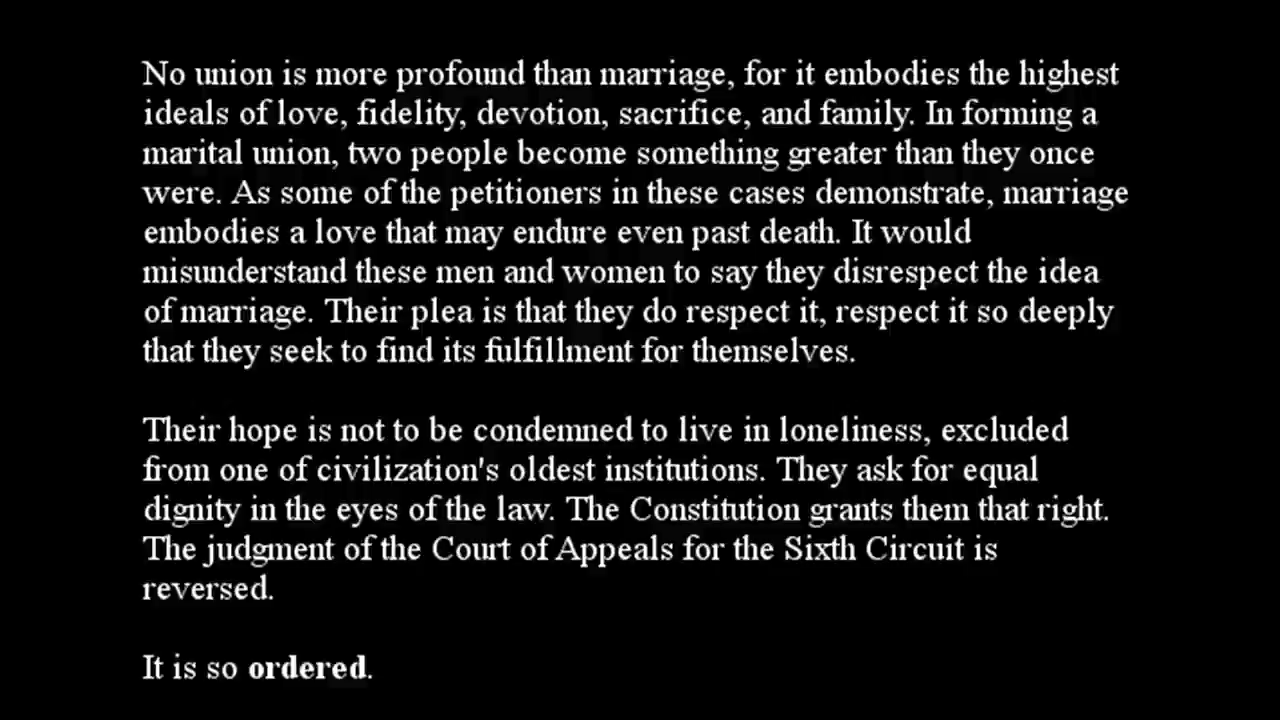 No union is more profound than marriage, for it embodies the highest
ideals of love, fidelity, devotion, sacrifice, and family. In forming a
marital union, two people become something greater than they once
were. As some of the petitioners in these cases demonstrate, marriage
embodies a love that may endure even past death. It would
misunderstand these men and women to say they disrespect the idea
of marriage. Their plea is that they do respect it, respect it so deeply
that they seek to find its fulfillment for themselves.
Their hope is not to be condemned to live in loneliness, excluded
from one of civilization's oldest institutions. They ask for equal
dignity in the eyes of the law. The Constitution grants them that right.
The judgment of the Court of Appeals for the Sixth Circuit is
reversed.
It is so ordered.